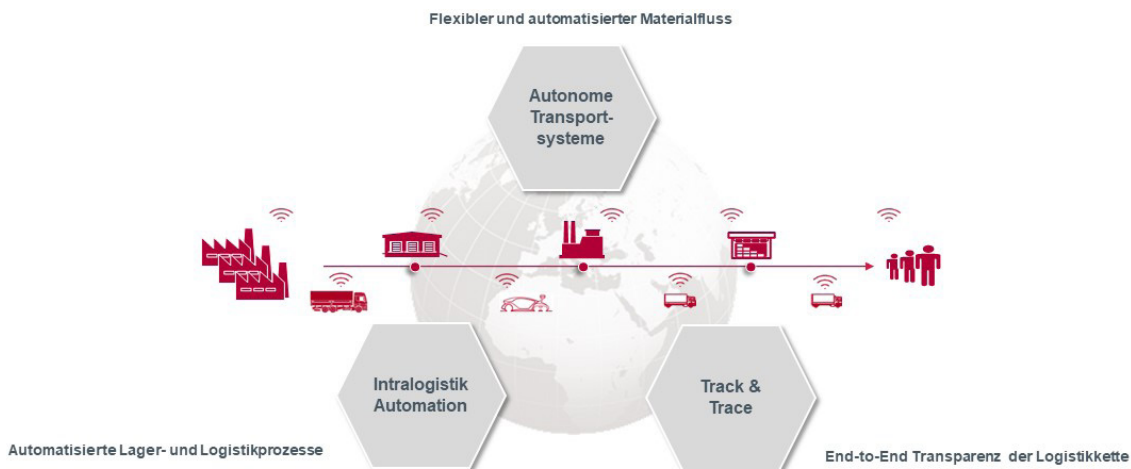 Flexibler und automatisierter Materialfluss
Autonome
Transport-
systeme
Intralogistik
Automation
Track &
Trace
Automatisierte Lager- und Logistikprozesse
End-to-End Transparenz der Logistikkette